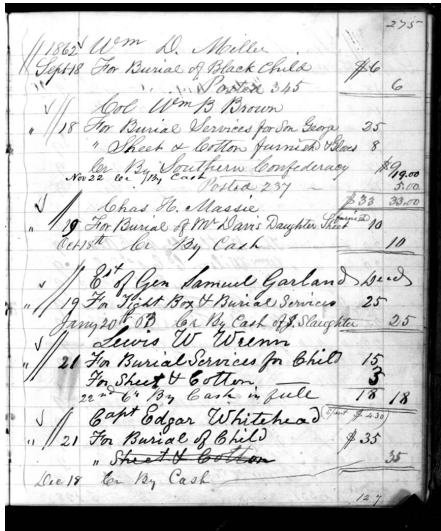 275
1862 Wm D. Miller
Sept 18 For Burial of Black Child $6
" " Posted 345 6
Col Wm B Brown
" 18 For Burial Services for Son George 25
" Sheet & Cotton furnished & Gloves 8
Cr By Southern Confederacy $9
Nov 22 Cr / By Cash 19.00
Posted 237 5.00
$33 33.00
Chas. H. Massie
" 19 For Burial of Mr Davis Daughter Sheet furnished 10
Oct 18th Cr By Cash 10
Est of Gen Samuel Garland Decd
" 19 For Tight Box & Burial Services 25
Jany 20th 63 Cr By Cash of J. Slaughter 25
Lewis W Wrenn
" 21 For Burial Services for Child 15
For Sheet & Cotton 3
22nd Cr By Cash in full 18 18
Capt Edgar Whitehead
" 21 For Burial of Child $35
" Sheet & Cotton 35
Dec 18 Cr By Cash
127